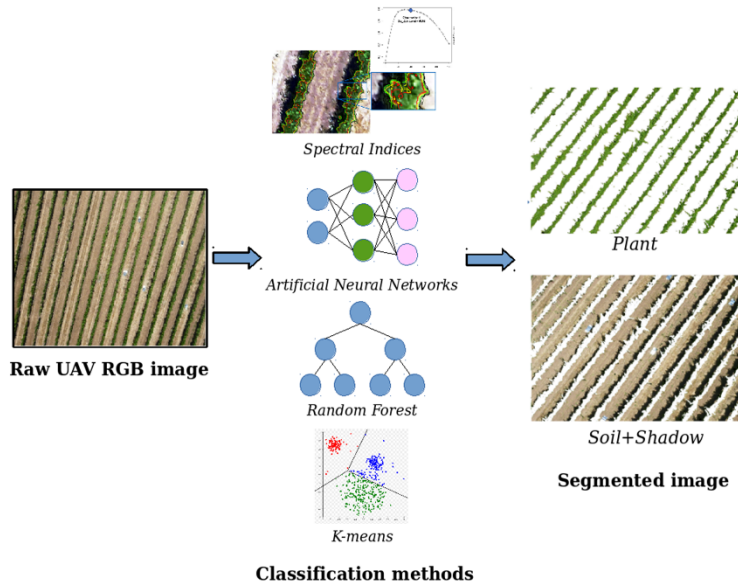 Spectral Indices
Artificial Neural Networks
Raw UAV RGB image
Random Forest
K-means
Classification methods
Plant
Soil+Shadow
Segmented image